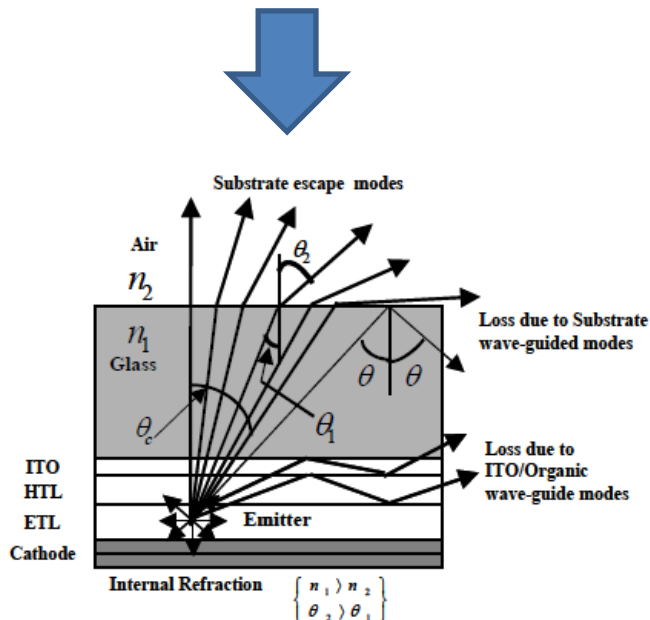 Substrate escape modes
Air
θ₂
n₂
n₁
Glass
Loss due to Substrate
wave-guided modes
θ θ
θc
θ₁
ITO
HTL
ETL
Cathode
Emitter
Loss due to
ITO/Organic
wave-guide modes
Internal Refraction
{ n₁ ⟩ n₂ }
{ θ₂ ⟩ θ₁ }